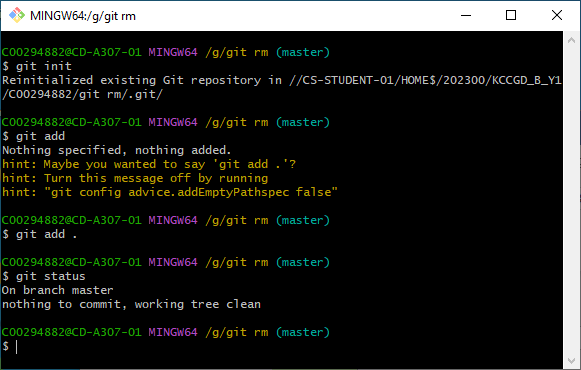 MINGW64:/g/git rm
C00294882@CD-A307-01 MINGW64 /g/git rm (master)
$ git init
Reinitialized existing Git repository in //CS-STUDENT-01/HOME$/202300/KCCGD_B_Y1
/C00294882/git rm/.git/
C00294882@CD-A307-01 MINGW64 /g/git rm (master)
$ git add
Nothing specified, nothing added.
hint: Maybe you wanted to say 'git add .'?
hint: Turn this message off by running
hint: "git config advice.addEmptyPathspec false"
C00294882@CD-A307-01 MINGW64 /g/git rm (master)
$ git add .
C00294882@CD-A307-01 MINGW64 /g/git rm (master)
$ git status
On branch master
nothing to commit, working tree clean
C00294882@CD-A307-01 MINGW64 /g/git rm (master)
$